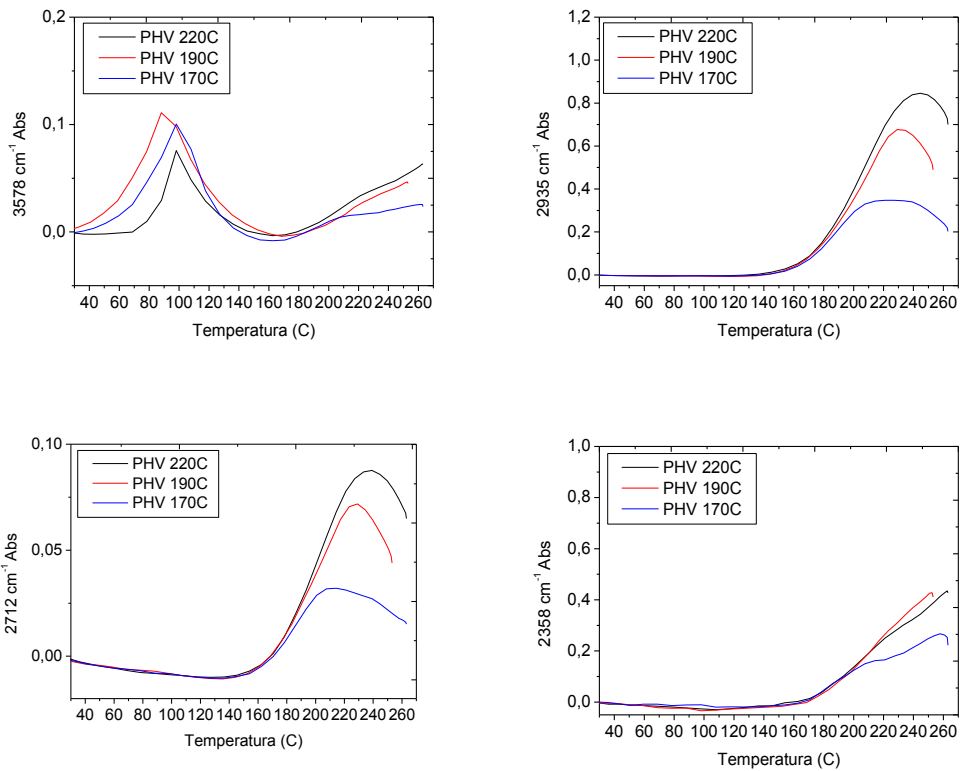 0,2
0,1
0,0
3578 cm⁻¹ Abs
PHV 220C
PHV 190C
PHV 170C
40 60 80 100 120 140 160 180 200 220 240 260
Temperatura (C)
1,2
1,0
0,8
0,6
0,4
0,2
0,0
2935 cm⁻¹ Abs
PHV 220C
PHV 190C
PHV 170C
40 60 80 100 120 140 160 180 200 220 240 260
Temperatura (C)
0,10
0,05
0,00
2712 cm⁻¹ Abs
PHV 220C
PHV 190C
PHV 170C
40 60 80 100 120 140 160 180 200 220 240 260
Temperatura (C)
1,0
0,8
0,6
0,4
0,2
0,0
2358 cm⁻¹ Abs
PHV 220C
PHV 190C
PHV 170C
40 60 80 100 120 140 160 180 200 220 240 260
Temperatura (C)